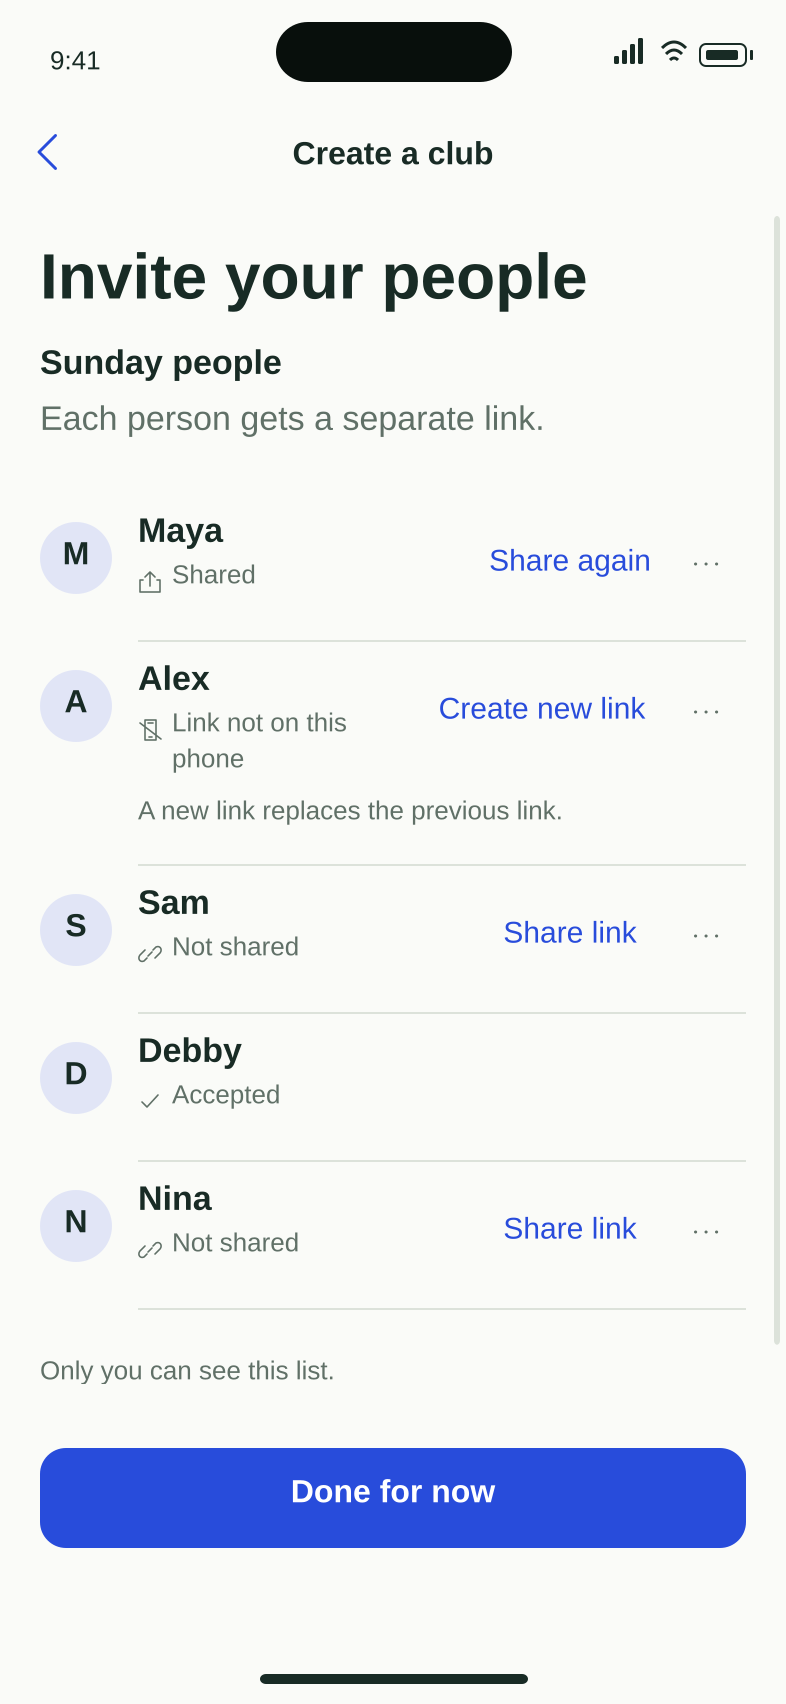 9:41
Create a club
Invite your people
Sunday people
Each person gets a separate link.
M
Maya
Shared
Share again
...
A
Alex
Link not on this
phone
Create new link
...
A new link replaces the previous link.
S
Sam
Not shared
Share link
...
D
Debby
Accepted
N
Nina
Not shared
Share link
...
Only you can see this list.
Done for now